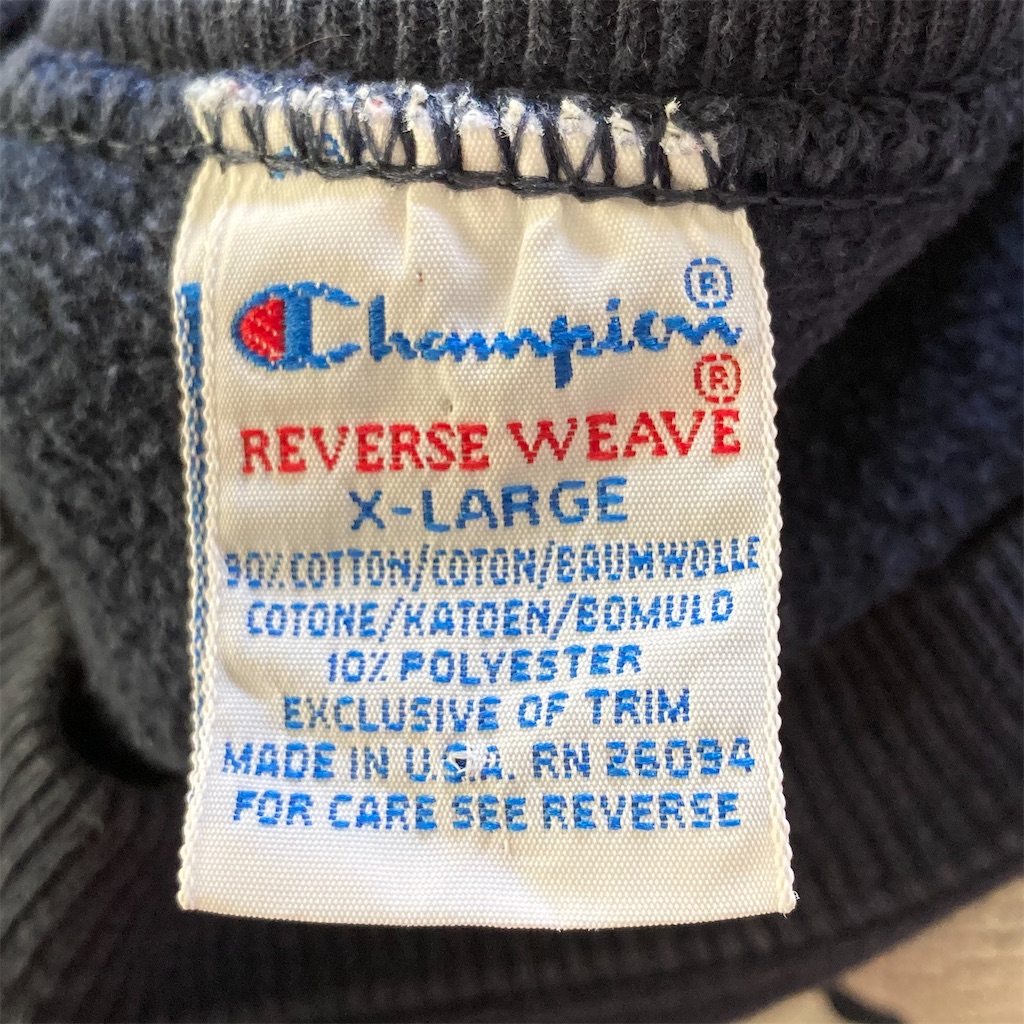 Champion®
®
REVERSE WEAVE
X-LARGE
90% COTTON/COTON/BAUMWOLLE
COTONE/KATOEN/BOMULD
10% POLYESTER
EXCLUSIVE OF TRIM
MADE IN U.S.A. RN 26094
FOR CARE SEE REVERSE